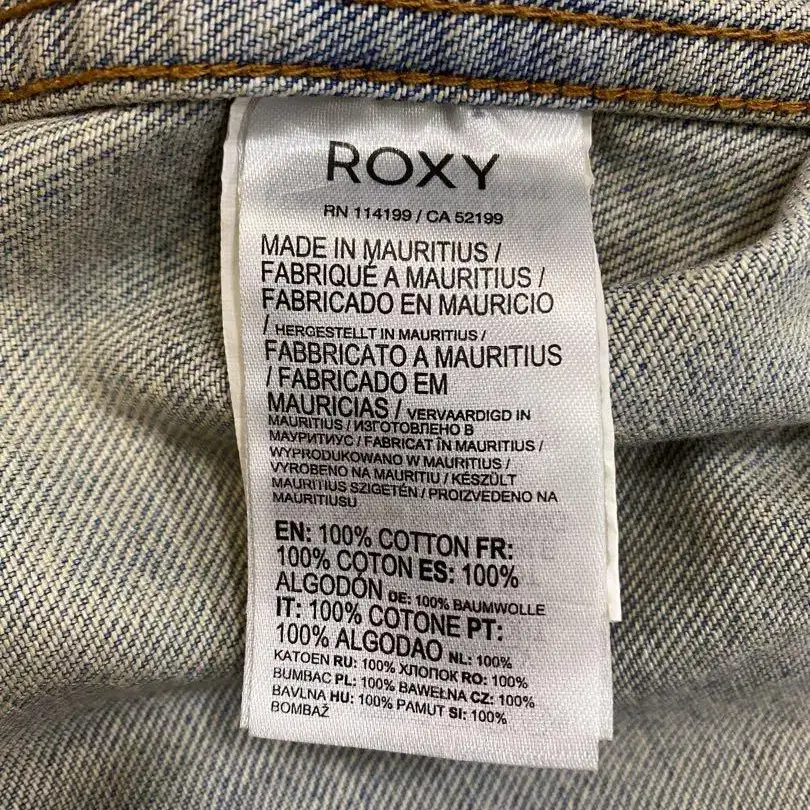 ROXY
RN 114199 / CA 52199
MADE IN MAURITIUS /
FABRIQUÉ A MAURITIUS /
FABRICADO EN MAURICIO
/ HERGESTELLT IN MAURITIUS /
FABBRICATO A MAURITIUS
/ FABRICADO EM
MAURICIAS / VERVAARDIGD IN
MAURITIUS / ИЗГОТОВЛЕНО В
МАУРИТИУС / FABRICAT ÎN MAURITIUS /
WYPRODUKOWANO W MAURITIUS /
VYROBENO NA MAURITIU / KÉSZÜLT
MAURITIUS SZIGETÉN / PROIZVEDENO NA
MAURITIUSU
EN: 100% COTTON FR:
100% COTON ES: 100%
ALGODÓN DE: 100% BAUMWOLLE
IT: 100% COTONE PT:
100% ALGODAO NL: 100%
KATOEN RU: 100% ХЛОПОК RO: 100%
BUMBAC PL: 100% BAWEŁNA CZ: 100%
BAVLNA HU: 100% PAMUT SI: 100%
BOMBAŽ